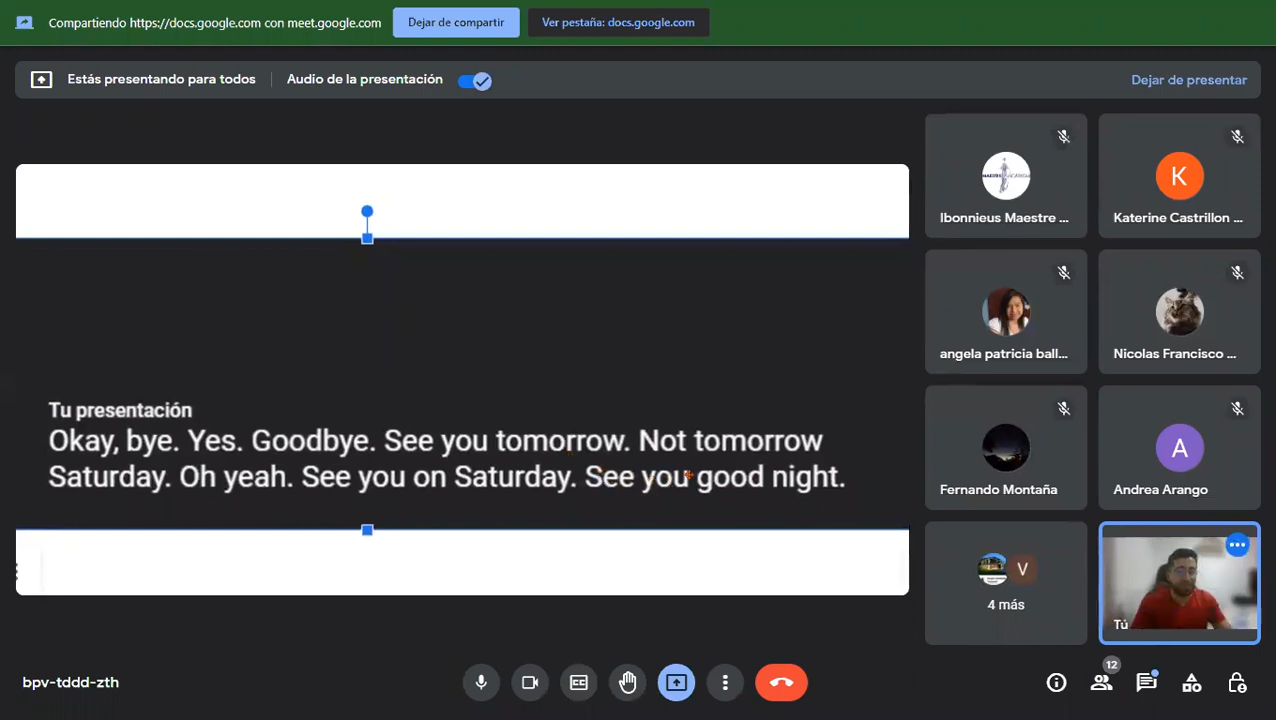 Compartiendo https://docs.google.com con meet.google.com
Dejar de compartir
Ver pestaña: docs.google.com
Estás presentando para todos
Audio de la presentación
Dejar de presentar
Ibonnieus Maestre ...
K
Katerine Castrillon ...
angela patricia ball...
Nicolas Francisco ...
Tu presentación
Okay, bye. Yes. Goodbye. See you tomorrow. Not tomorrow
Saturday. Oh yeah. See you on Saturday. See you good night.
Fernando Montaña
A
Andrea Arango
V
4 más
Tú
bpv-tddd-zth
CC
12